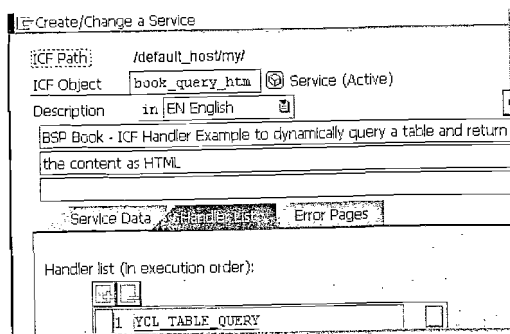 Create/Change a Service
ICF Path /default_host/my/
ICF Object book_query_htm Service (Active)
Description in EN English
BSP Book - ICF Handler Example to dynamically query a table and return
the content as HTML
Service Data Handler List Error Pages
Handler list (in execution order):
1 YCL_TABLE_QUERY